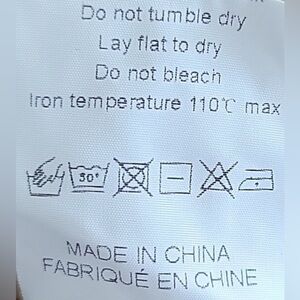 Do not tumble dry
Lay flat to dry
Do not bleach
Iron temperature 110℃ max
30°
MADE IN CHINA
FABRIQUÉ EN CHINE